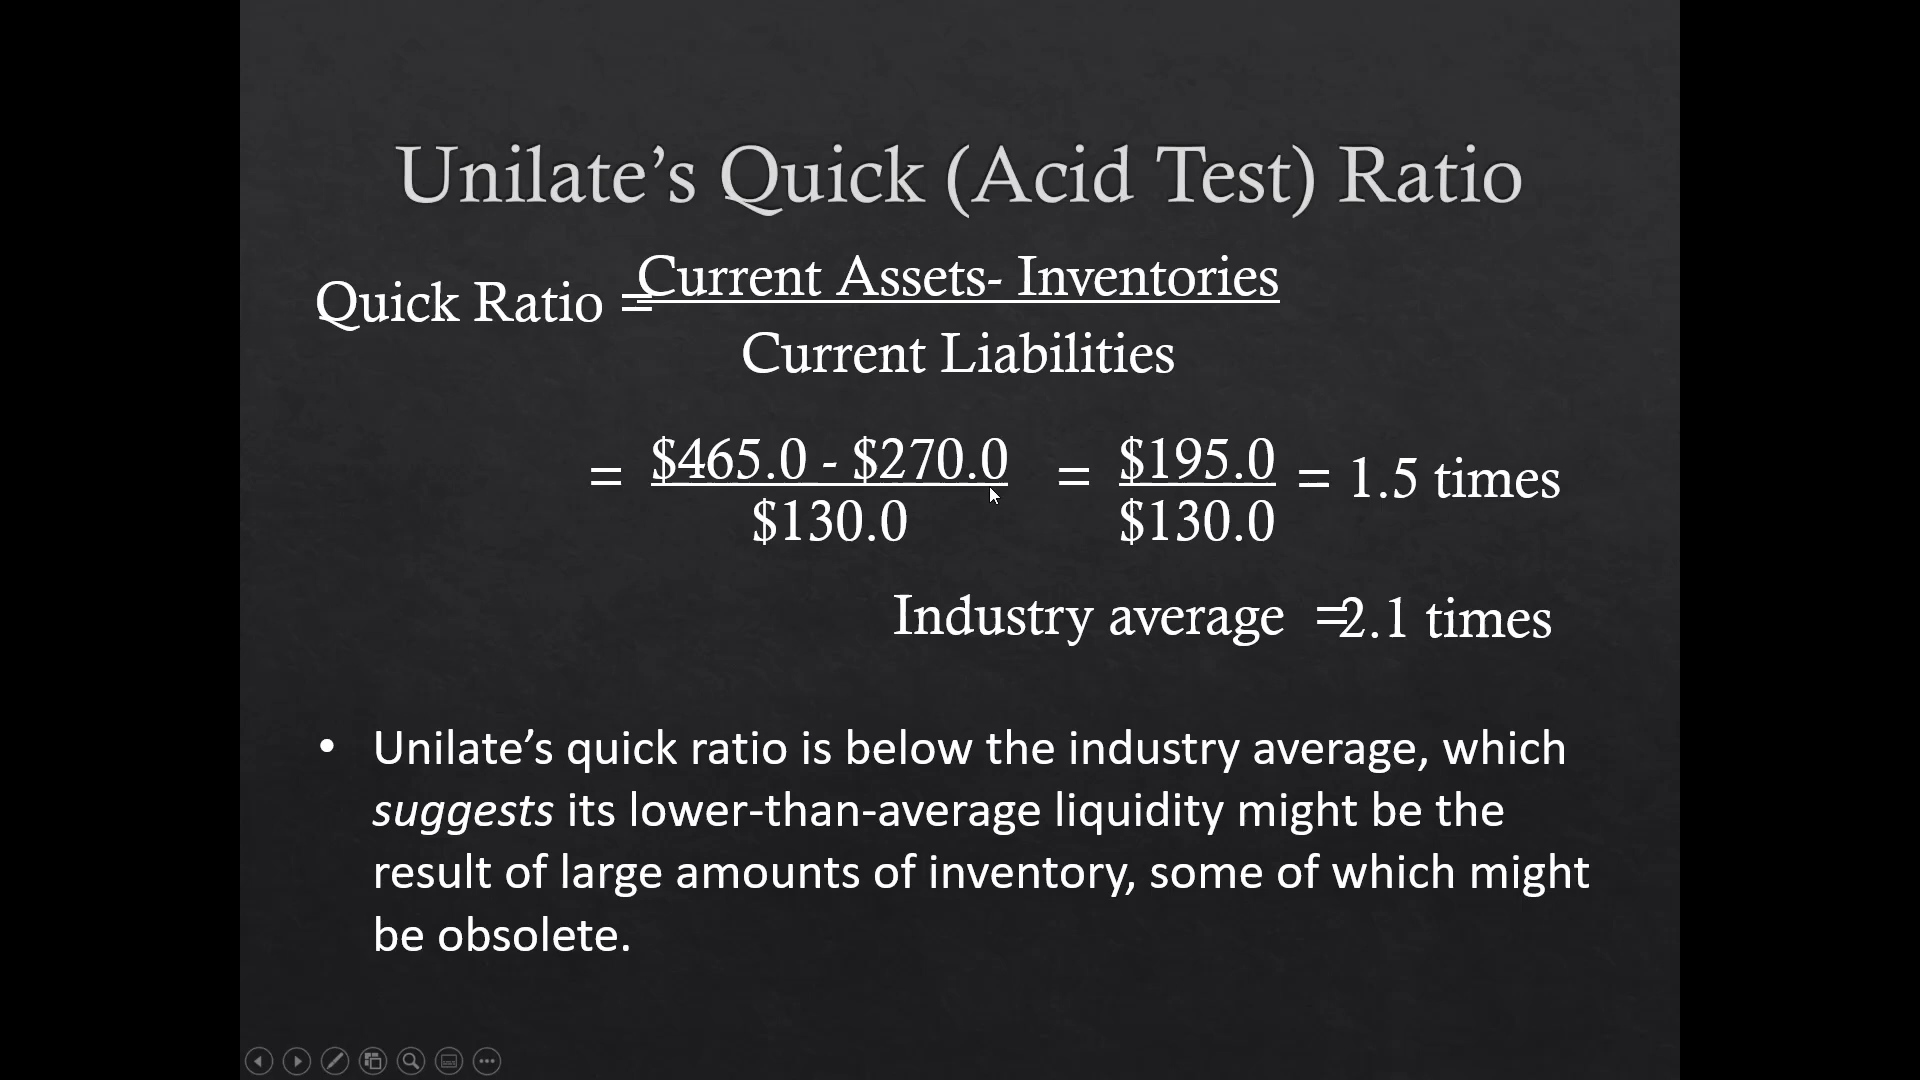 Unilate’s Quick (Acid Test) Ratio
Quick Ratio = Current Assets- Inventories
Current Liabilities
= $465.0 - $270.0 = $195.0 = 1.5 times
$130.0 $130.0
Industry average = 2.1 times
• Unilate’s quick ratio is below the industry average, which
suggests its lower-than-average liquidity might be the
result of large amounts of inventory, some of which might
be obsolete.